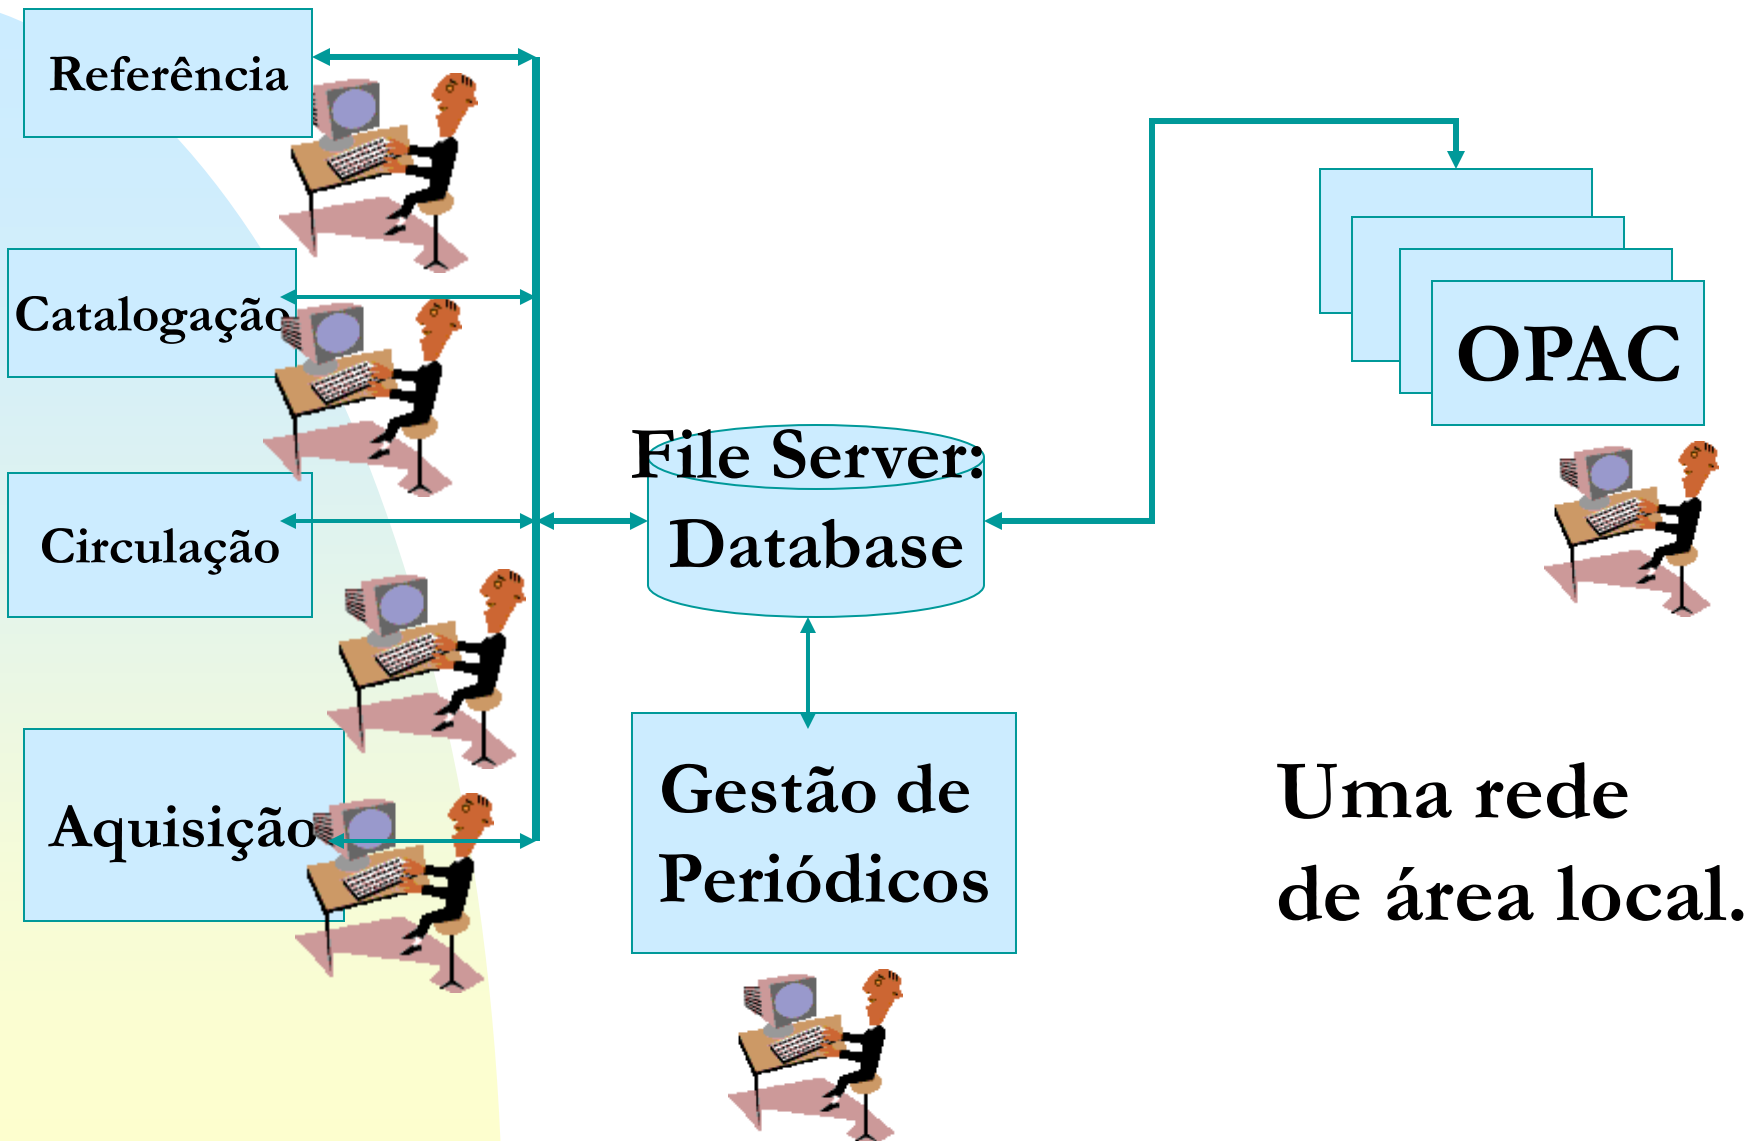 Referência
Catalogação
Circulação
Aquisição
File Server:
Database
Gestão de
Periódicos
OPAC
Uma rede
de área local.